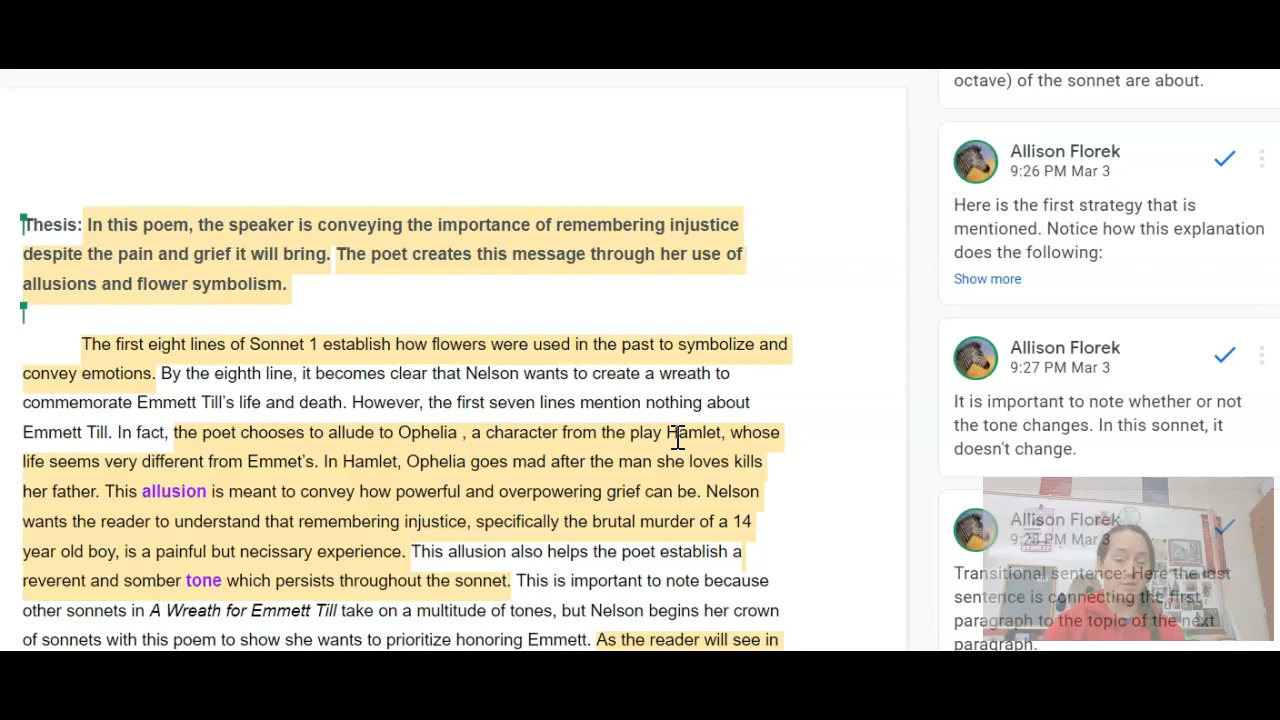 Thesis: In this poem, the speaker is conveying the importance of remembering injustice
despite the pain and grief it will bring. The poet creates this message through her use of
allusions and flower symbolism.
The first eight lines of Sonnet 1 establish how flowers were used in the past to symbolize and
convey emotions. By the eighth line, it becomes clear that Nelson wants to create a wreath to
commemorate Emmett Till's life and death. However, the first seven lines mention nothing about
Emmett Till. In fact, the poet chooses to allude to Ophelia , a character from the play Hamlet, whose
life seems very different from Emmet's. In Hamlet, Ophelia goes mad after the man she loves kills
her father. This allusion is meant to convey how powerful and overpowering grief can be. Nelson
wants the reader to understand that remembering injustice, specifically the brutal murder of a 14
year old boy, is a painful but necissary experience. This allusion also helps the poet establish a
reverent and somber tone which persists throughout the sonnet. This is important to note because
other sonnets in A Wreath for Emmett Till take on a multitude of tones, but Nelson begins her crown
of sonnets with this poem to show she wants to prioritize honoring Emmett. As the reader will see in
octave) of the sonnet are about.
Allison Florek
9:26 PM Mar 3
Here is the first strategy that is
mentioned. Notice how this explanation
does the following:
Show more
Allison Florek
9:27 PM Mar 3
It is important to note whether or not
the tone changes. In this sonnet, it
doesn't change.
Allison Florek
PM Mar 3
Transitional sentence: Here the last
sentence is connecting the first
paragraph to the topic of the next
paragraph.